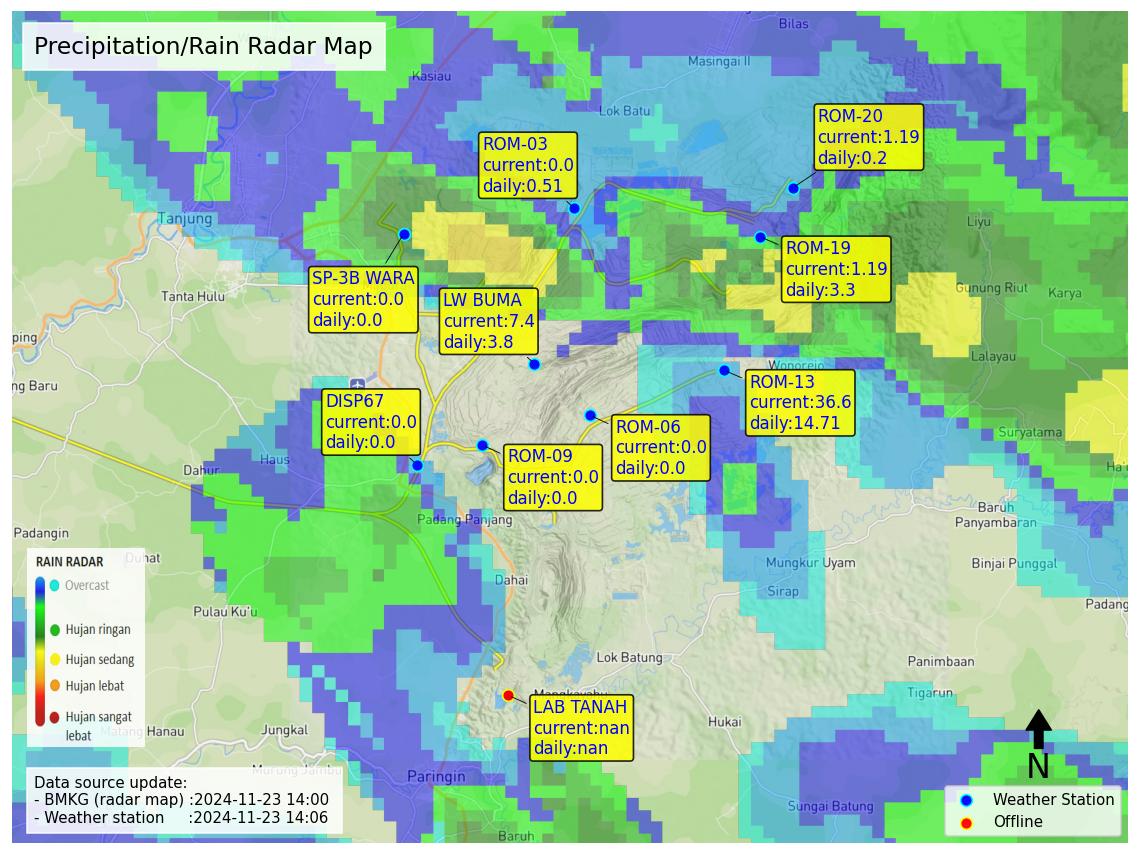 Precipitation/Rain Radar Map
Bilas
Masingai II
Kasiau
Lok Batu
ROM-20
current:1.19
daily:0.2
ROM-03
current:0.0
daily:0.51
Tanjung
Liyu
ROM-19
current:1.19
daily:3.3
SP-3B WARA
current:0.0
daily:0.0
Tanta Hulu
LW BUMA
current:7.4
daily:3.8
Gunung Riut
Karya
ping
Lalayau
Wonorejo
ng Baru
ROM-13
current:36.6
daily:14.71
DISP67
current:0.0
daily:0.0
ROM-06
current:0.0
daily:0.0
Suryatama
Haus
Dahur
ROM-09
current:0.0
daily:0.0
Ha
Baruh
Panyambaran
Padang Panjang
Padangin
Duhat
Mungkur Uyam
Binjai Punggal
Dahai
Sirap
Padang
Pulau Ku'u
RAIN RADAR
Overcast
Hujan ringan
Hujan sedang
Hujan lebat
Hujan sangat
lebat
Lok Batung
Panimbaan
Tigarun
LAB TANAH
current:nan
daily:nan
Hukai
Matang Hanau
Jungkal
Murung Jambu
Paringin
Sungai Batung
Baruh
N
Data source update:
- BMKG (radar map) :2024-11-23 14:00
- Weather station :2024-11-23 14:06
Weather Station
Offline